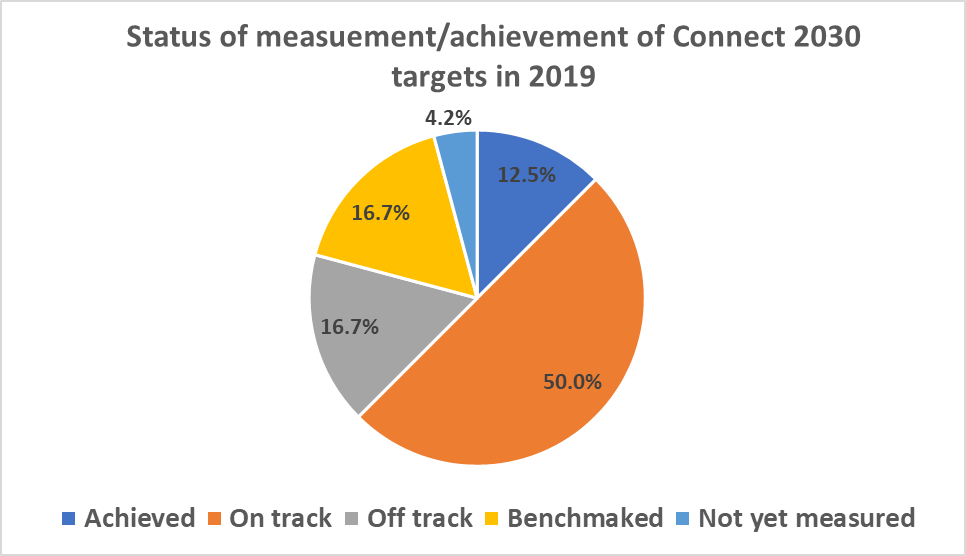 Status of measuement/achievement of Connect 2030
targets in 2019
4.2%
12.5%
16.7%
16.7%
50.0%
Achieved On track Off track Benchmaked Not yet measured